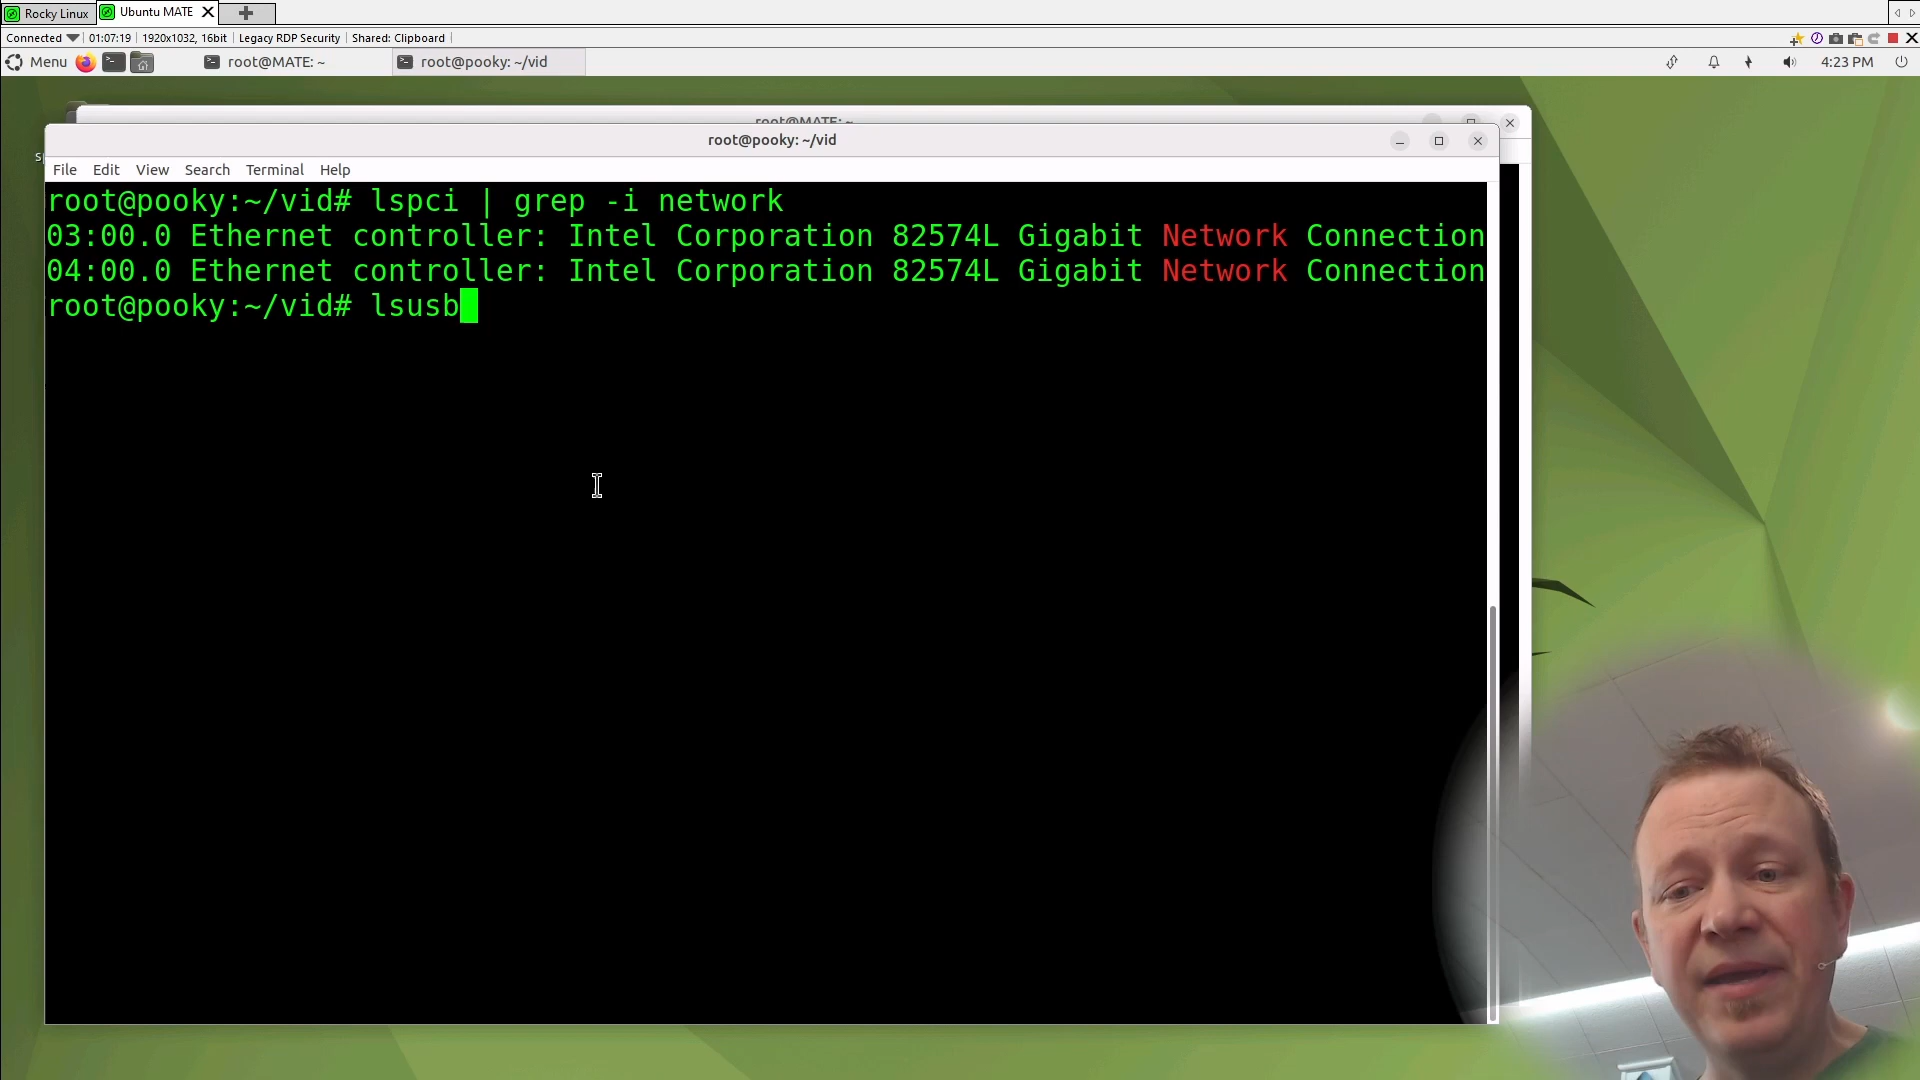 Rocky Linux
Ubuntu MATE
Connected
01:07:19
1920x1032, 16bit
Legacy RDP Security
Shared: Clipboard
Menu
root@MATE: ~
root@pooky: ~/vid
4:23 PM
root@MATE: ~
root@pooky: ~/vid
File Edit View Search Terminal Help
root@pooky:~/vid# lspci | grep -i network
03:00.0 Ethernet controller: Intel Corporation 82574L Gigabit Network Connection
04:00.0 Ethernet controller: Intel Corporation 82574L Gigabit Network Connection
root@pooky:~/vid# lsusb